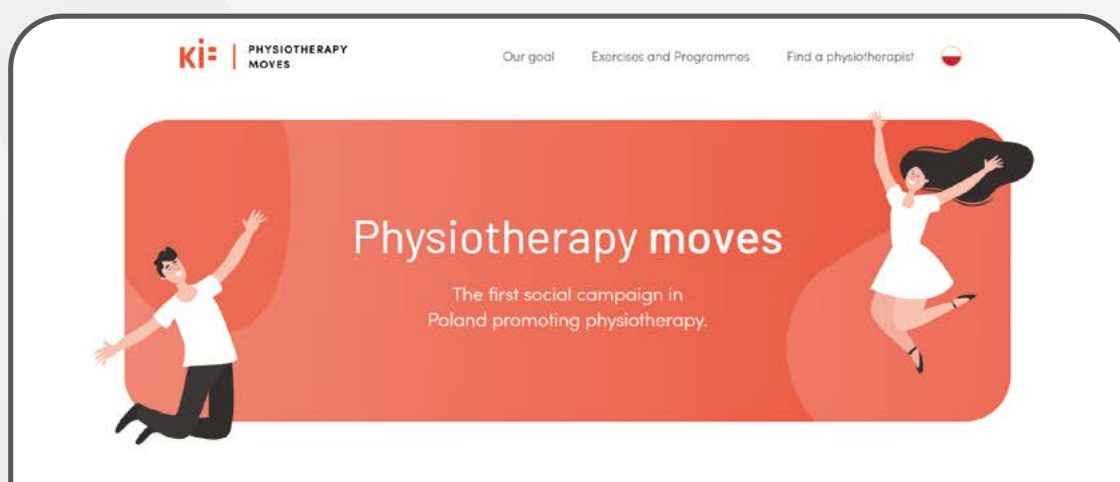 KIF
PHYSIOTHERAPY
MOVES
Our goal
Exercises and Programmes
Find a physiotherapist
Physiotherapy moves
The first social campaign in
Poland promoting physiotherapy.